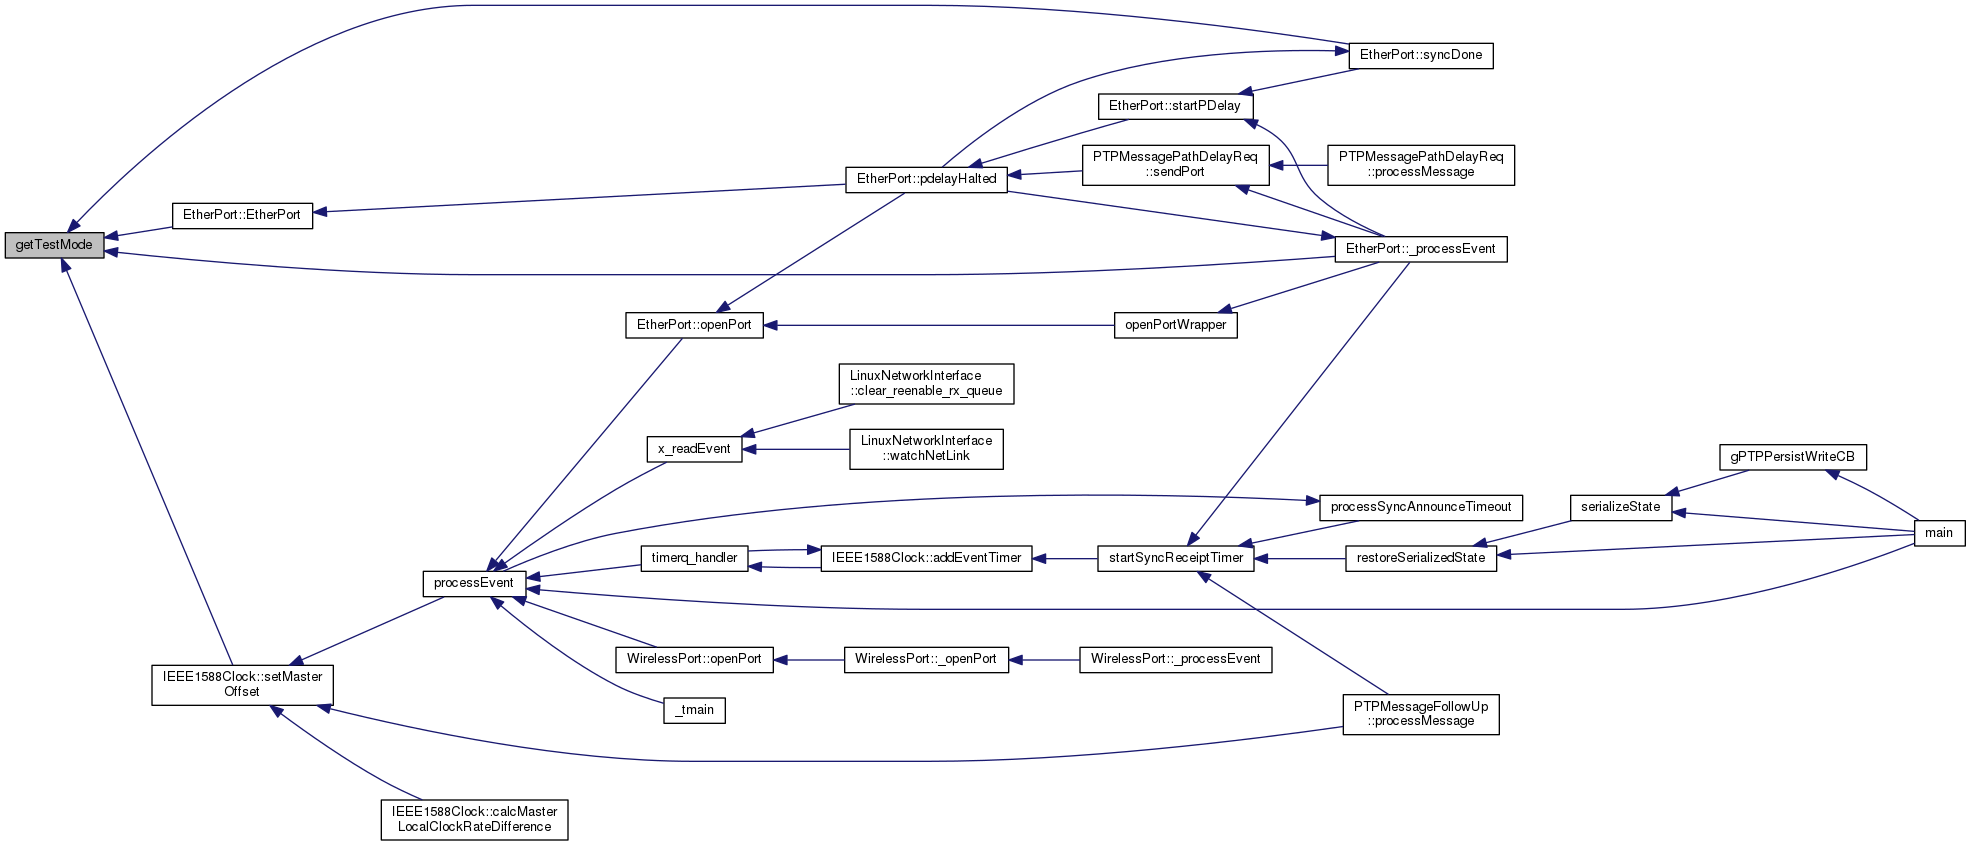 EtherPort::syncDone
EtherPort::startPDelay
PTPMessagePathDelayReq
::sendPort
PTPMessagePathDelayReq
::processMessage
EtherPort::pdelayHalted
EtherPort::EtherPort
getTestMode
EtherPort::_processEvent
EtherPort::openPort
openPortWrapper
LinuxNetworkInterface
::clear_reenable_rx_queue
x_readEvent
LinuxNetworkInterface
::watchNetLink
gPTPPersistWriteCB
processSyncAnnounceTimeout
serializeState
main
timerq_handler
IEEE1588Clock::addEventTimer
startSyncReceiptTimer
restoreSerializedState
processEvent
WirelessPort::openPort
WirelessPort::_openPort
WirelessPort::_processEvent
IEEE1588Clock::setMaster
Offset
_tmain
PTPMessageFollowUp
::processMessage
IEEE1588Clock::calcMaster
LocalClockRateDifference